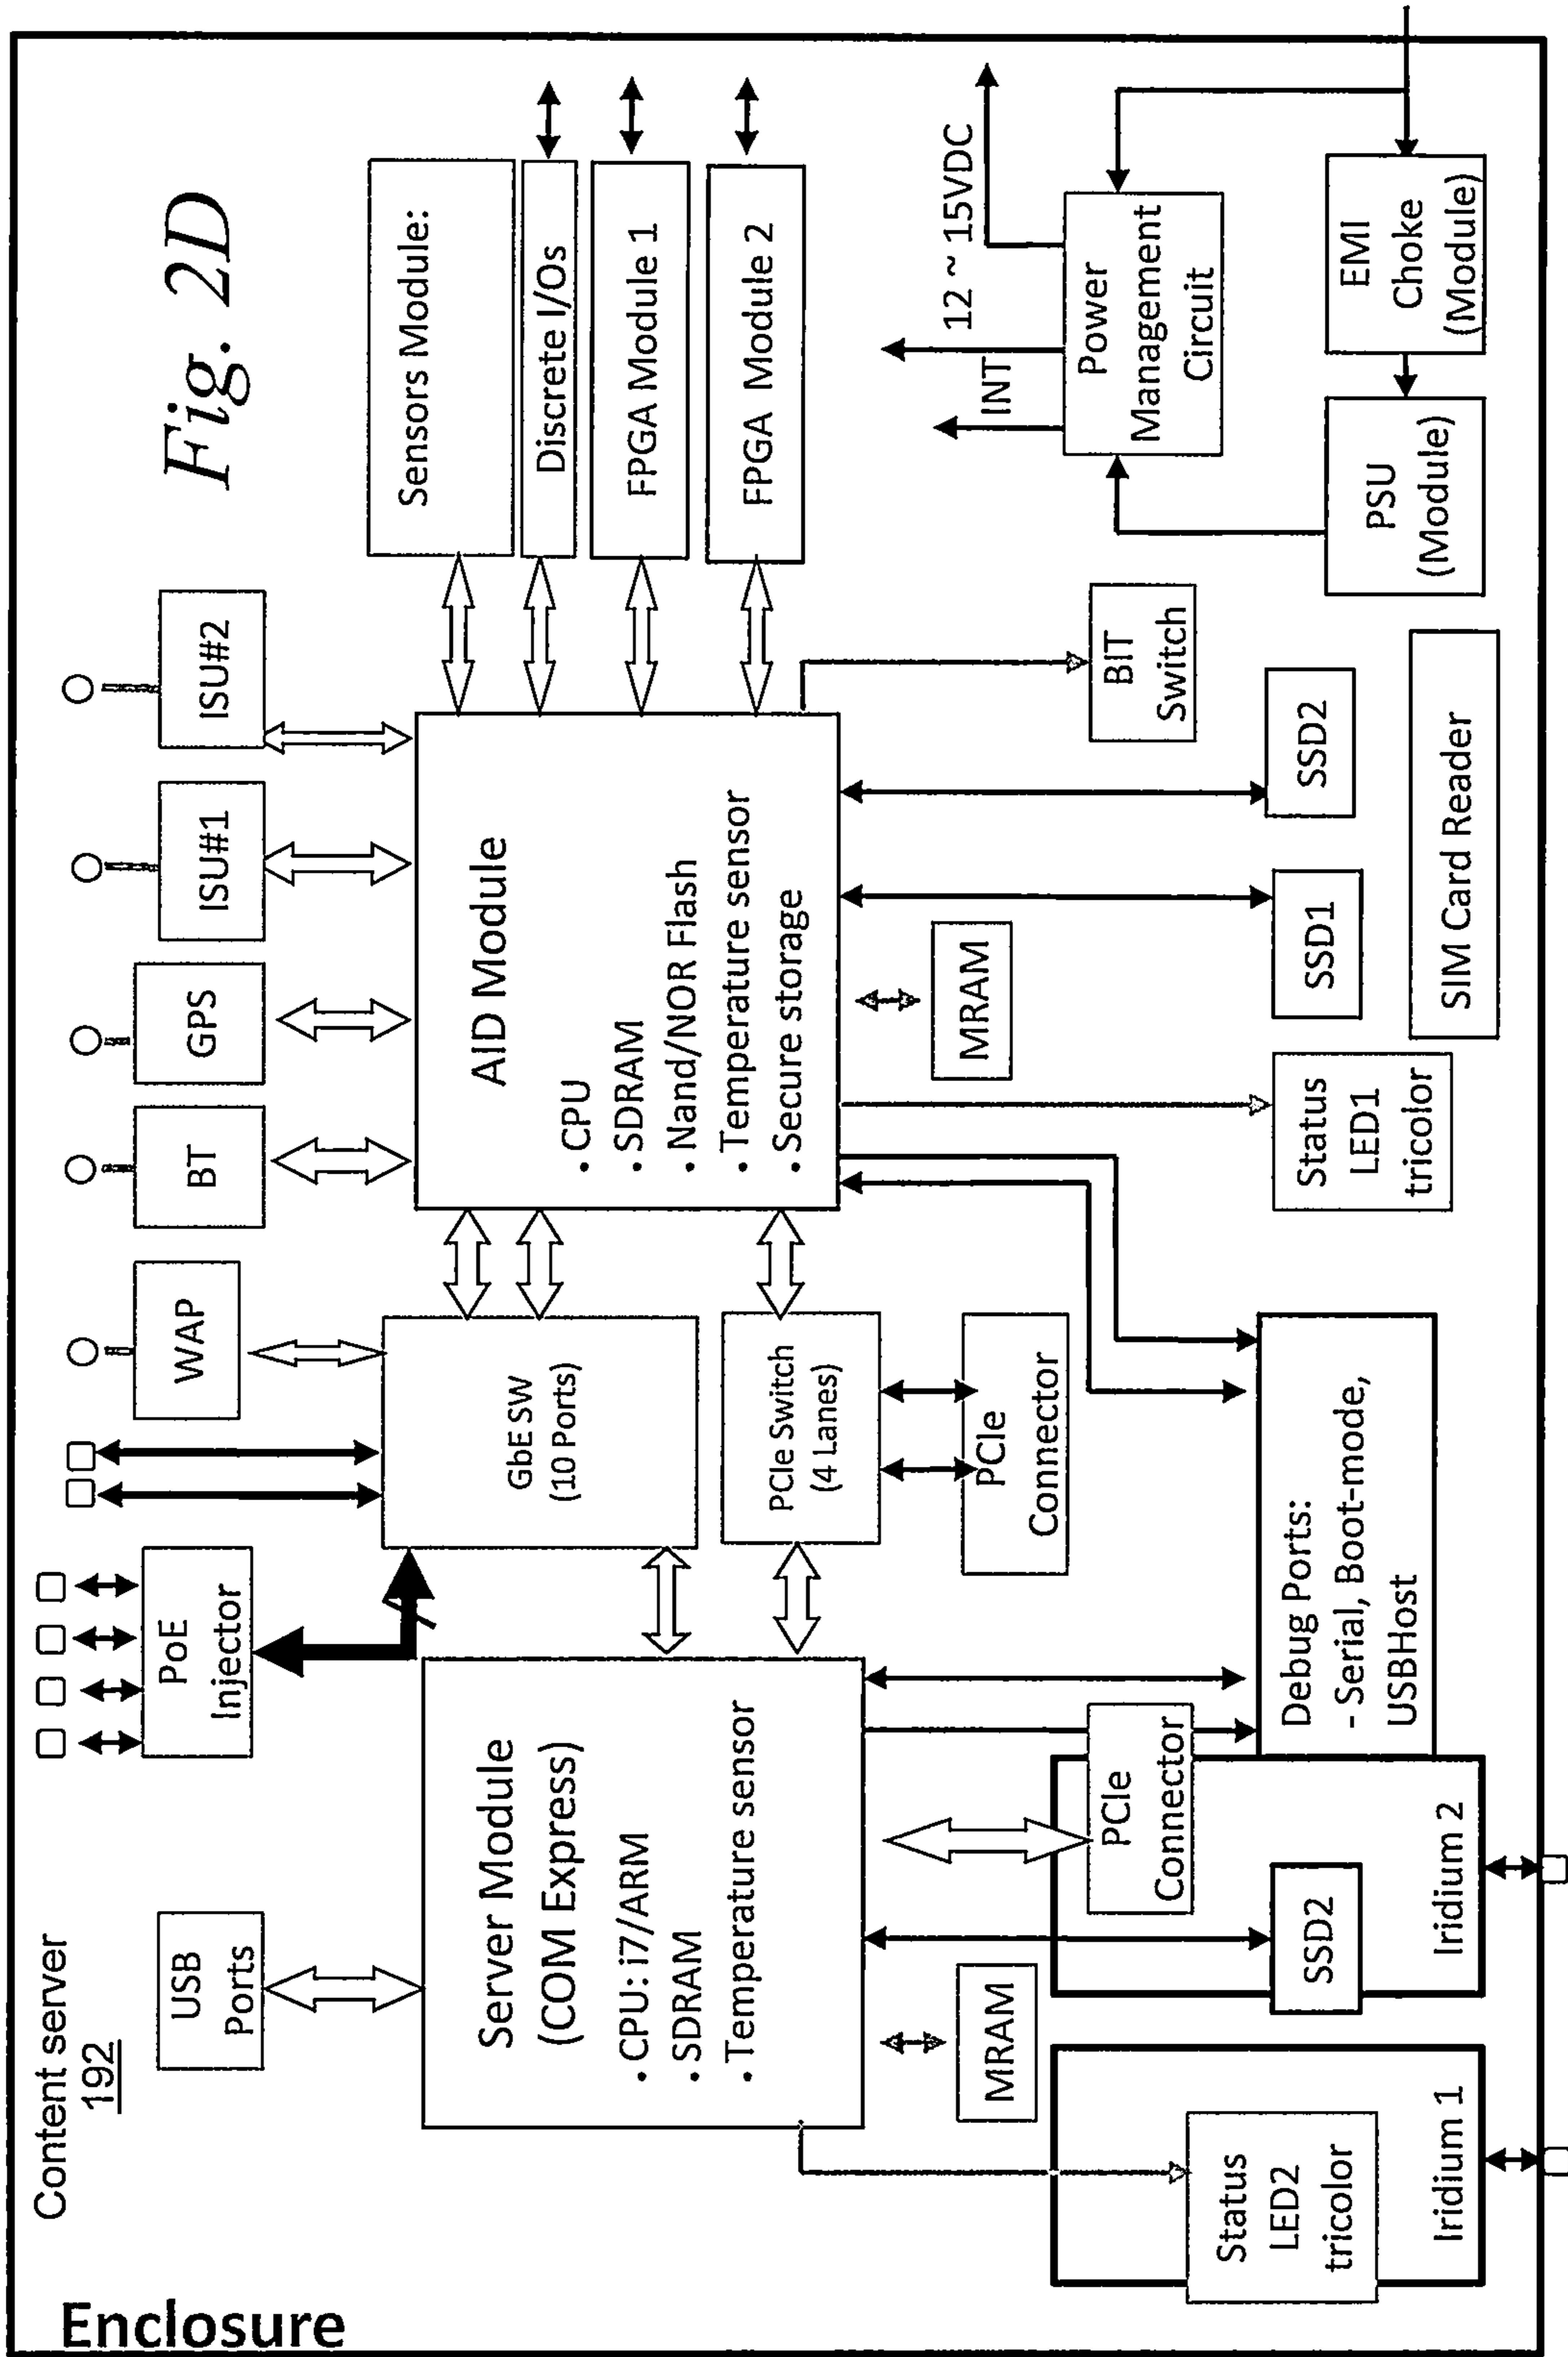 Enclosure
Content server
192
Fig. 2D
USB
Ports
PoE
Injector
WAP
BT
GPS
ISU#1
ISU#2
Server Module
(COM Express)
• CPU: i7/ARM
• SDRAM
• Temperature sensor
GbE SW
(10 Ports)
PCIe Switch
(4 Lanes)
PCIe
Connector
AID Module
• CPU
• SDRAM
• Nand/NOR Flash
• Temperature sensor
• Secure storage
Sensors Module:
Discrete I/Os
FPGA Module 1
FPGA Module 2
MRAM
MRAM
PCIe
Connector
Status
LED2
tricolor
Iridium 1
SSD2
Iridium 2
Debug Ports:
- Serial, Boot-mode,
USBHost
Status
LED1
tricolor
SSD1
SSD2
BIT
Switch
SIM Card Reader
INT
12 ~ 15VDC
Power
Management
Circuit
PSU
(Module)
EMI
Choke
(Module)